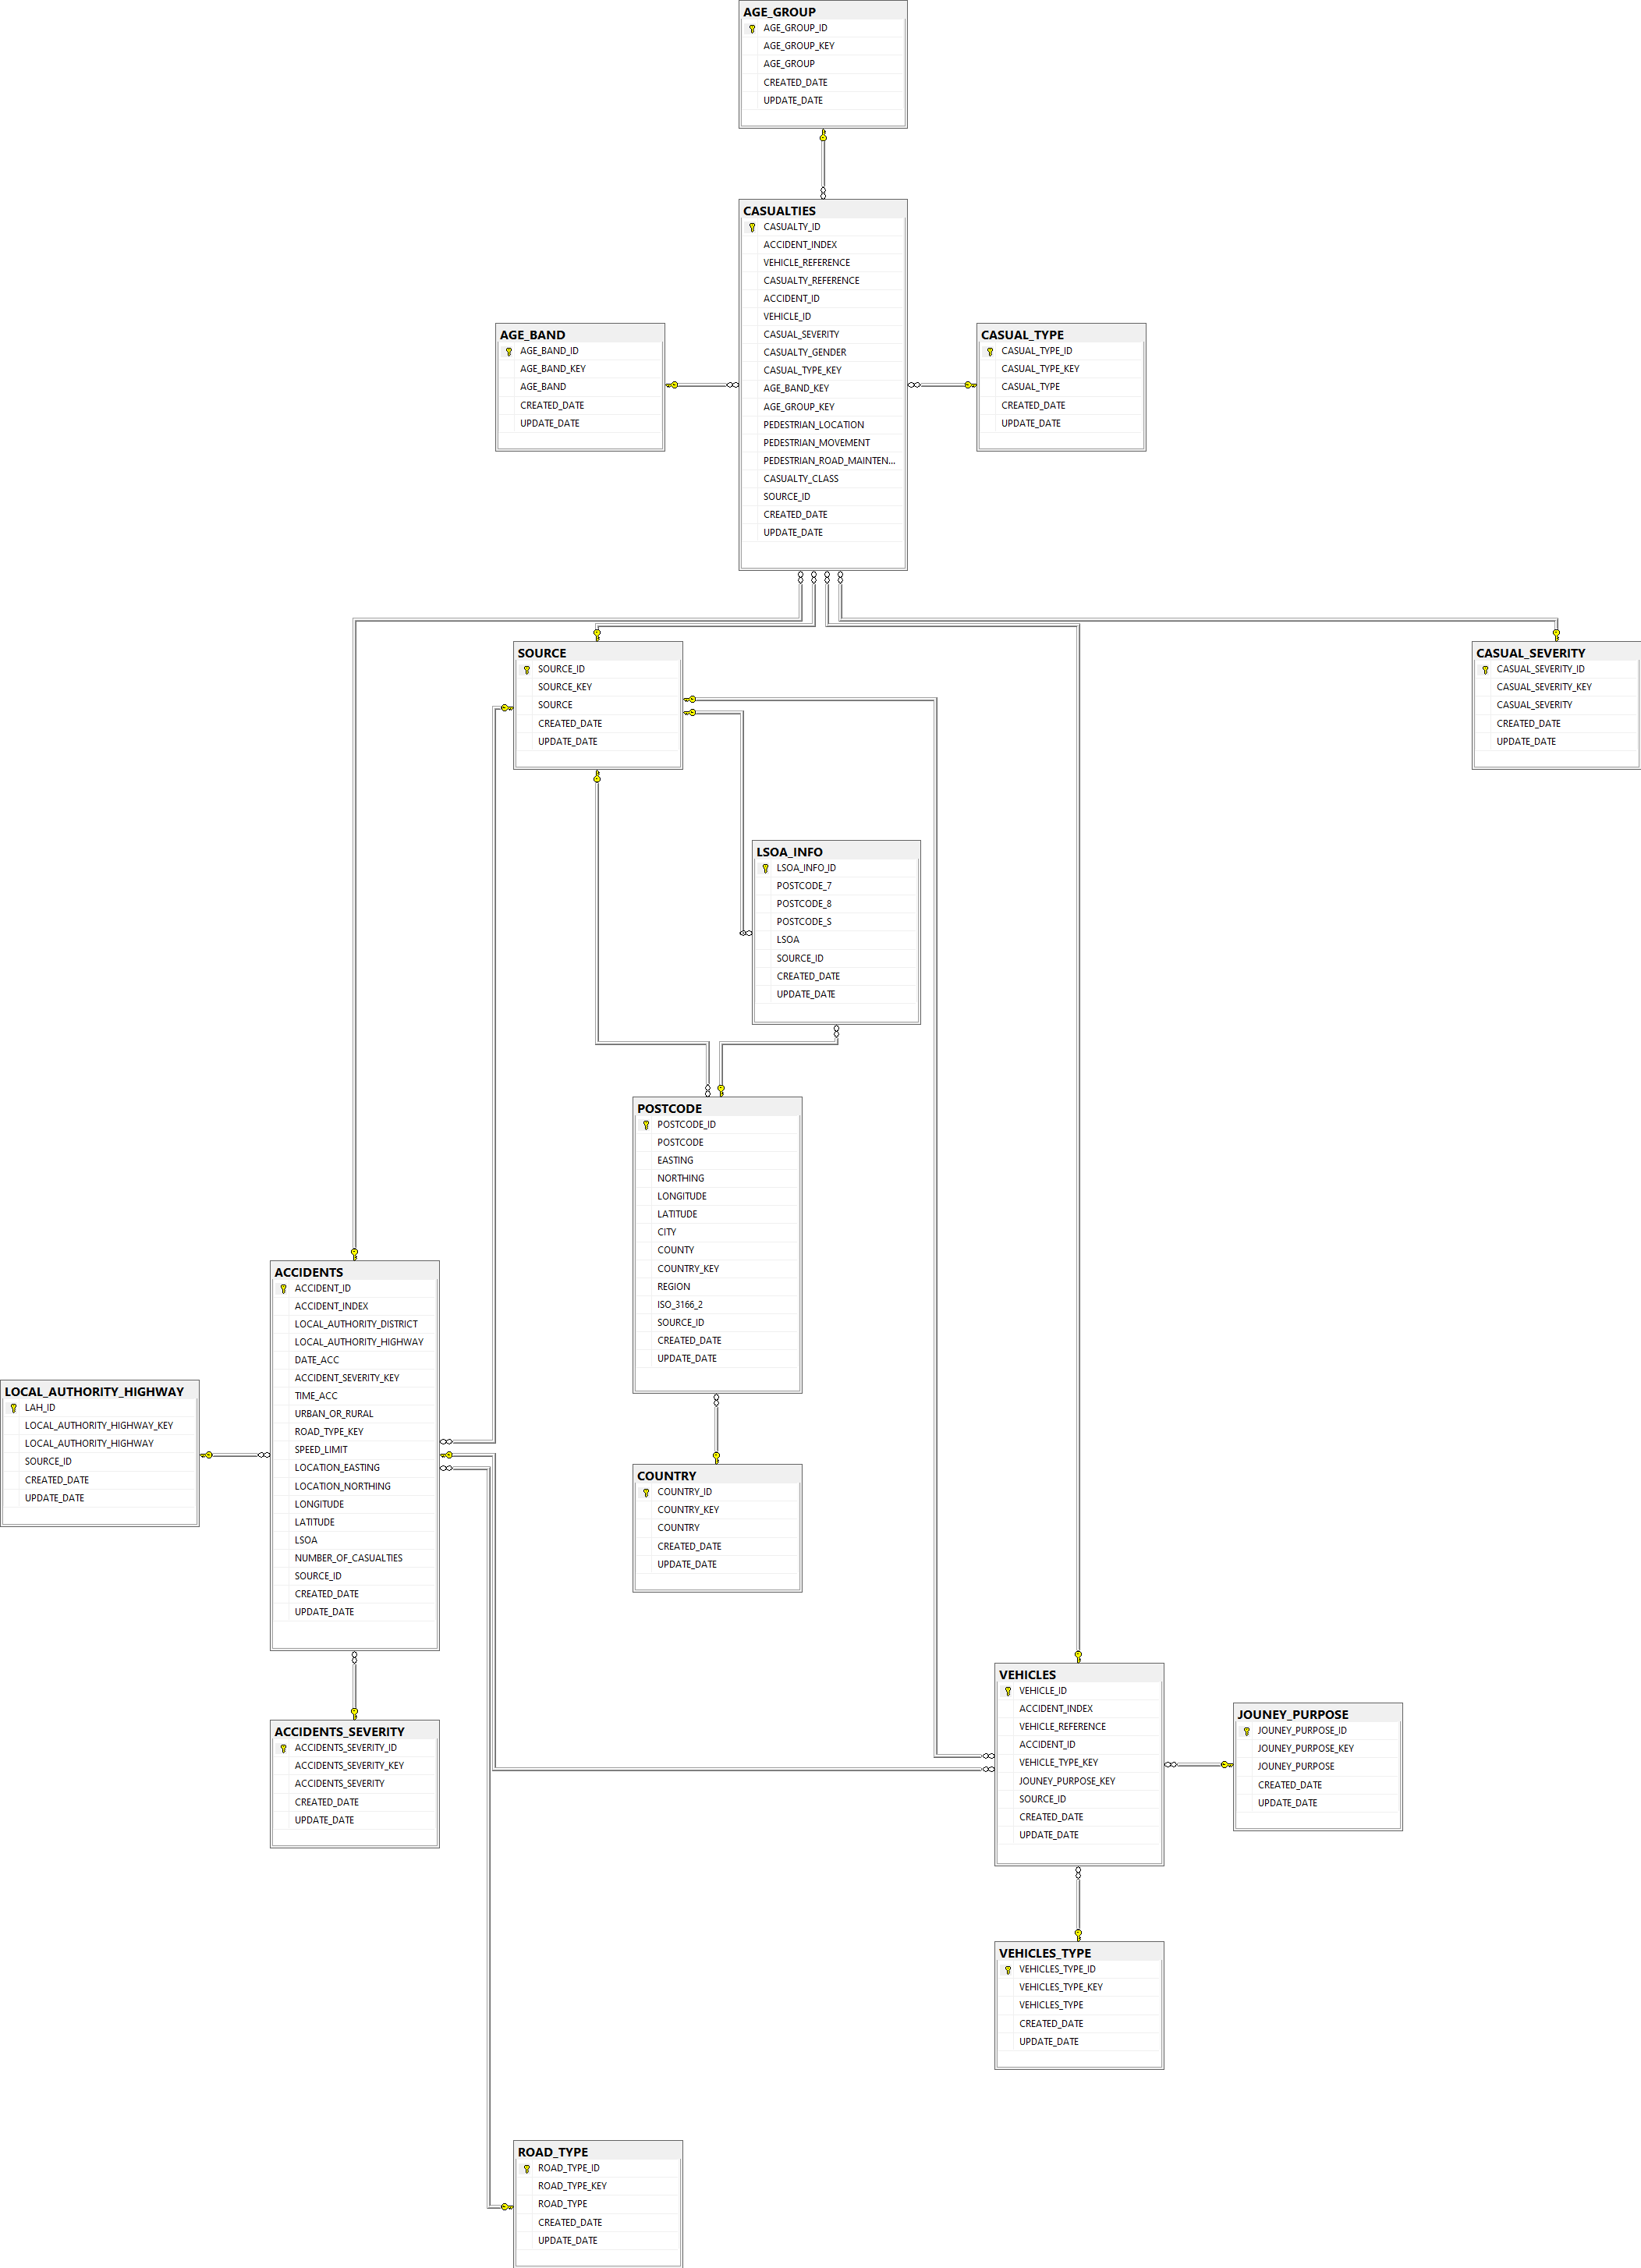 AGE_GROUP
AGE_GROUP_ID
AGE_GROUP_KEY
AGE_GROUP
CREATED_DATE
UPDATE_DATE
CASUALTIES
CASUALTY_ID
ACCIDENT_INDEX
VEHICLE_REFERENCE
CASUALTY_REFERENCE
ACCIDENT_ID
VEHICLE_ID
CASUAL_SEVERITY
CASUALTY_GENDER
CASUAL_TYPE_KEY
AGE_BAND_KEY
AGE_GROUP_KEY
PEDESTRIAN_LOCATION
PEDESTRIAN_MOVEMENT
PEDESTRIAN_ROAD_MAINTEN...
CASUALTY_CLASS
SOURCE_ID
CREATED_DATE
UPDATE_DATE
AGE_BAND
AGE_BAND_ID
AGE_BAND_KEY
AGE_BAND
CREATED_DATE
UPDATE_DATE
CASUAL_TYPE
CASUAL_TYPE_ID
CASUAL_TYPE_KEY
CASUAL_TYPE
CREATED_DATE
UPDATE_DATE
SOURCE
SOURCE_ID
SOURCE_KEY
SOURCE
CREATED_DATE
UPDATE_DATE
CASUAL_SEVERITY
CASUAL_SEVERITY_ID
CASUAL_SEVERITY_KEY
CASUAL_SEVERITY
CREATED_DATE
UPDATE_DATE
LSOA_INFO
LSOA_INFO_ID
POSTCODE_7
POSTCODE_8
POSTCODE_S
LSOA
SOURCE_ID
CREATED_DATE
UPDATE_DATE
POSTCODE
POSTCODE_ID
POSTCODE
EASTING
NORTHING
LONGITUDE
LATITUDE
CITY
COUNTY
COUNTRY_KEY
REGION
ISO_3166_2
SOURCE_ID
CREATED_DATE
UPDATE_DATE
ACCIDENTS
ACCIDENT_ID
ACCIDENT_INDEX
LOCAL_AUTHORITY_DISTRICT
LOCAL_AUTHORITY_HIGHWAY
DATE_ACC
ACCIDENT_SEVERITY_KEY
TIME_ACC
URBAN_OR_RURAL
ROAD_TYPE_KEY
SPEED_LIMIT
LOCATION_EASTING
LOCATION_NORTHING
LONGITUDE
LATITUDE
LSOA
NUMBER_OF_CASUALTIES
SOURCE_ID
CREATED_DATE
UPDATE_DATE
LOCAL_AUTHORITY_HIGHWAY
LAH_ID
LOCAL_AUTHORITY_HIGHWAY_KEY
LOCAL_AUTHORITY_HIGHWAY
SOURCE_ID
CREATED_DATE
UPDATE_DATE
COUNTRY
COUNTRY_ID
COUNTRY_KEY
COUNTRY
CREATED_DATE
UPDATE_DATE
ACCIDENTS_SEVERITY
ACCIDENTS_SEVERITY_ID
ACCIDENTS_SEVERITY_KEY
ACCIDENTS_SEVERITY
CREATED_DATE
UPDATE_DATE
VEHICLES
VEHICLE_ID
ACCIDENT_INDEX
VEHICLE_REFERENCE
ACCIDENT_ID
VEHICLE_TYPE_KEY
JOUNEY_PURPOSE_KEY
SOURCE_ID
CREATED_DATE
UPDATE_DATE
JOUNEY_PURPOSE
JOUNEY_PURPOSE_ID
JOUNEY_PURPOSE_KEY
JOUNEY_PURPOSE
CREATED_DATE
UPDATE_DATE
VEHICLES_TYPE
VEHICLES_TYPE_ID
VEHICLES_TYPE_KEY
VEHICLES_TYPE
CREATED_DATE
UPDATE_DATE
ROAD_TYPE
ROAD_TYPE_ID
ROAD_TYPE_KEY
ROAD_TYPE
CREATED_DATE
UPDATE_DATE